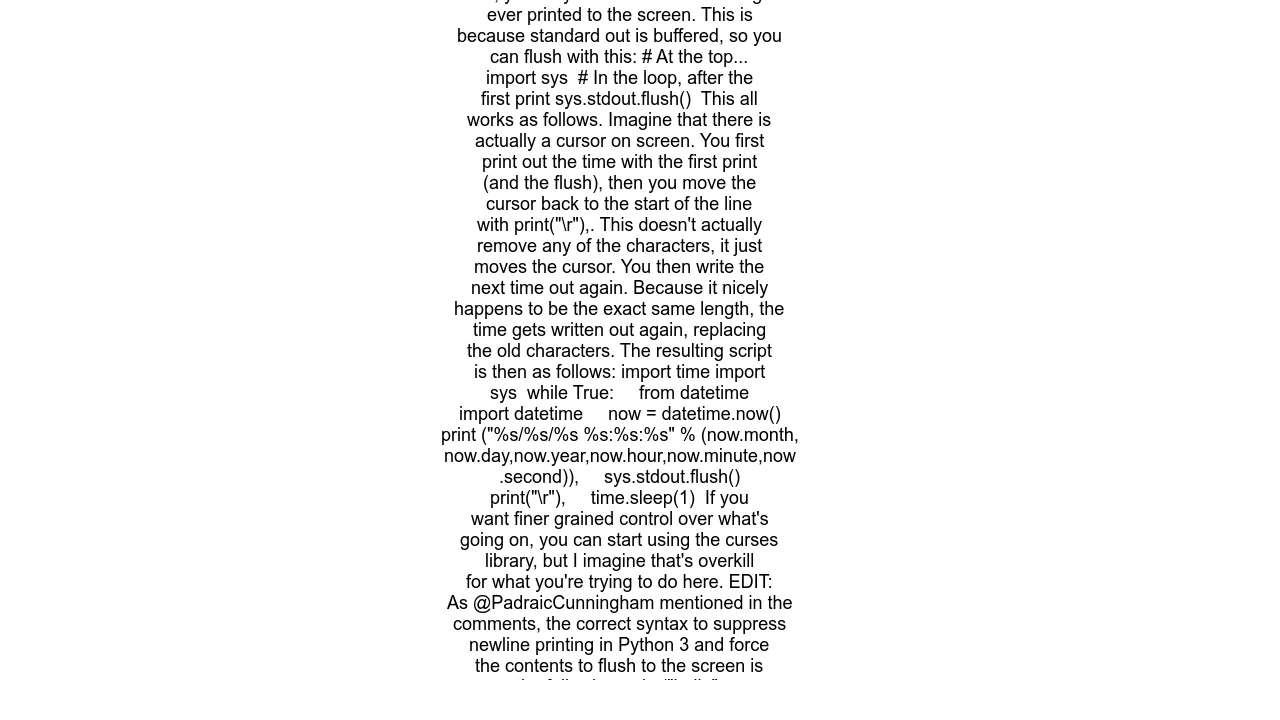 ever printed to the screen. This is
because standard out is buffered, so you
can flush with this: # At the top...
import sys  # In the loop, after the
first print sys.stdout.flush()  This all
works as follows. Imagine that there is
actually a cursor on screen. You first
print out the time with the first print
(and the flush), then you move the
cursor back to the start of the line
with print("\r"),. This doesn't actually
remove any of the characters, it just
moves the cursor. You then write the
next time out again. Because it nicely
happens to be the exact same length, the
time gets written out again, replacing
the old characters. The resulting script
is then as follows: import time import
sys  while True:     from datetime
import datetime     now = datetime.now()
print ("%s/%s/%s %s:%s:%s" % (now.month,
now.day,now.year,now.hour,now.minute,now
.second)),     sys.stdout.flush()
print("\r"),     time.sleep(1)  If you
want finer grained control over what's
going on, you can start using the curses
library, but I imagine that's overkill
for what you're trying to do here. EDIT:
As @PadraicCunningham mentioned in the
comments, the correct syntax to suppress
newline printing in Python 3 and force
the contents to flush to the screen is